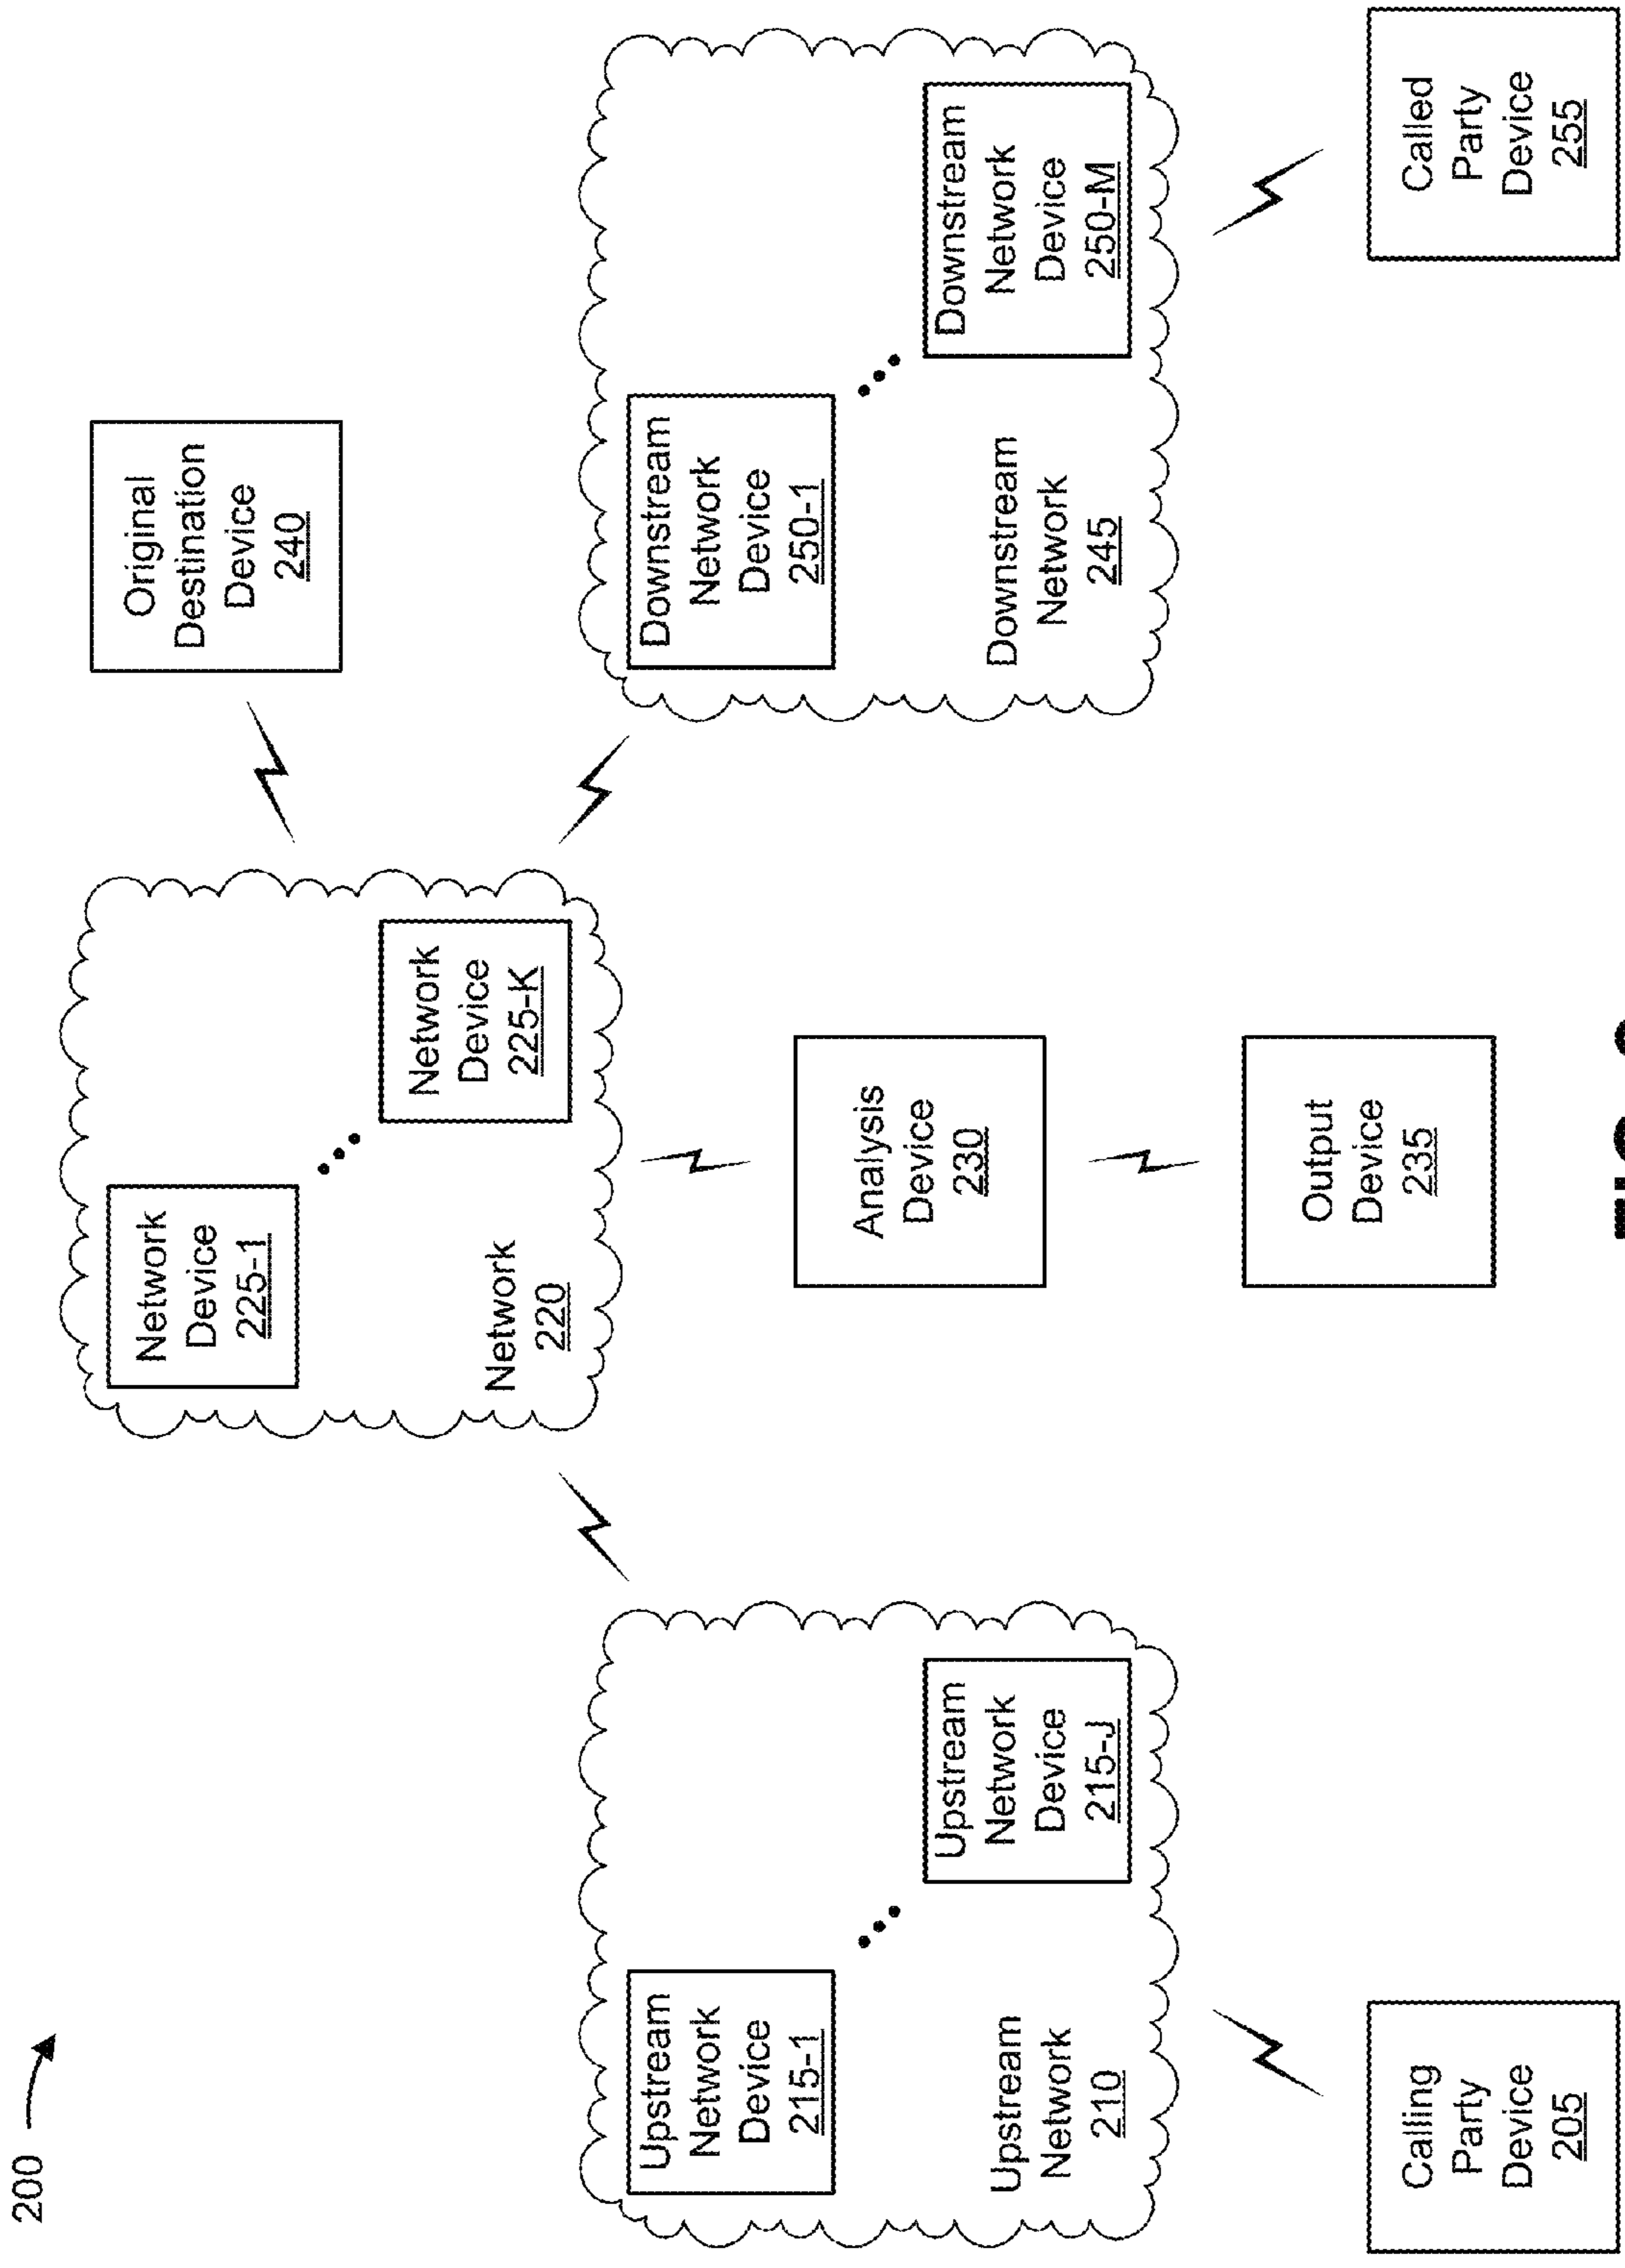 200
Network
Device
225-1
Network
Device
225-K
Network
220
Original
Destination
Device
240
Upstream
Network
Device
215-1
Upstream
Network
Device
215-J
Upstream
Network
210
Downstream
Network
Device
250-1
Downstream
Network
Device
250-M
Downstream
Network
245
Analysis
Device
230
Output
Device
235
Calling
Party
Device
205
Called
Party
Device
255